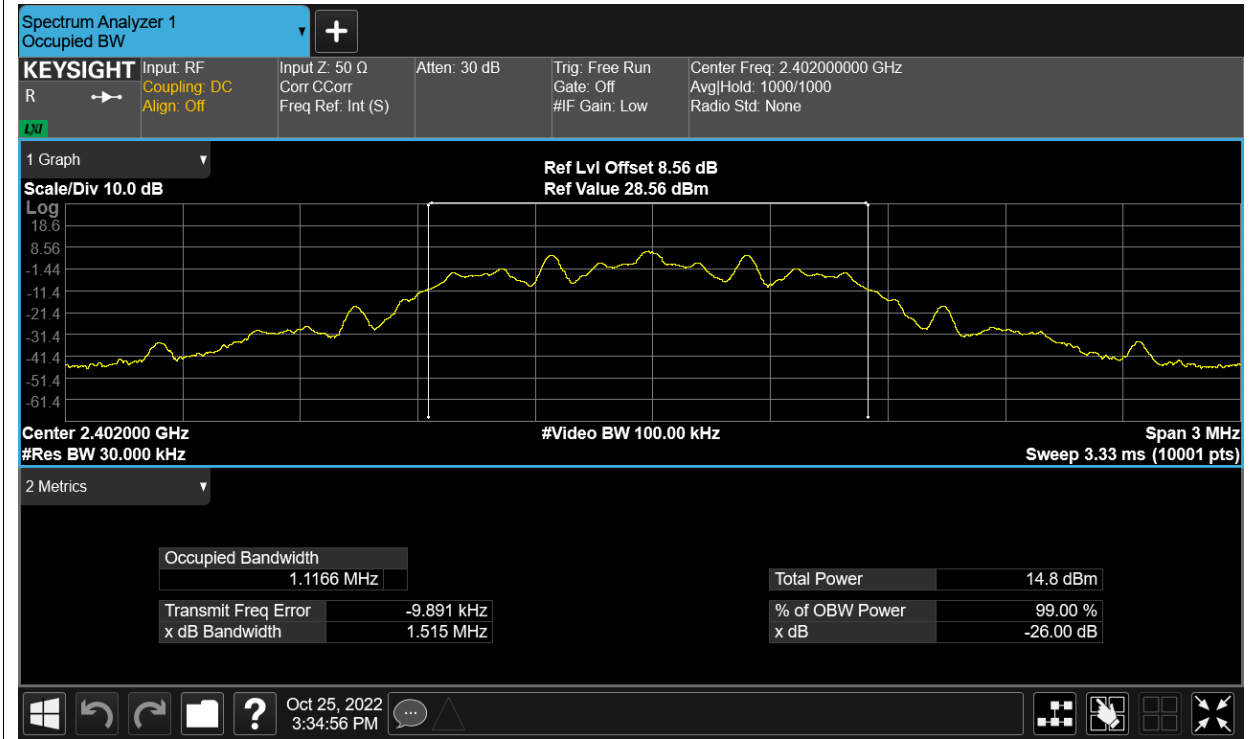 Spectrum Analyzer 1
Occupied BW
KEYSIGHT
R
LXI
Input: RF
Coupling: DC
Align: Off
Input Z: 50 Ω
Corr CCorr
Freq Ref: Int (S)
Atten: 30 dB
Trig: Free Run
Gate: Off
#IF Gain: Low
Center Freq: 2.402000000 GHz
Avg|Hold: 1000/1000
Radio Std: None
1 Graph
Scale/Div 10.0 dB
Ref Lvl Offset 8.56 dB
Ref Value 28.56 dBm
Log
18.6
8.56
-1.44
-11.4
-21.4
-31.4
-41.4
-51.4
-61.4
Center 2.402000 GHz
#Video BW 100.00 kHz
Span 3 MHz
#Res BW 30.000 kHz
Sweep 3.33 ms (10001 pts)
2 Metrics
Occupied Bandwidth
1.1166 MHz
Total Power 14.8 dBm
Transmit Freq Error -9.891 kHz
% of OBW Power 99.00 %
x dB Bandwidth 1.515 MHz
x dB -26.00 dB
?
Oct 25, 2022
3:34:56 PM